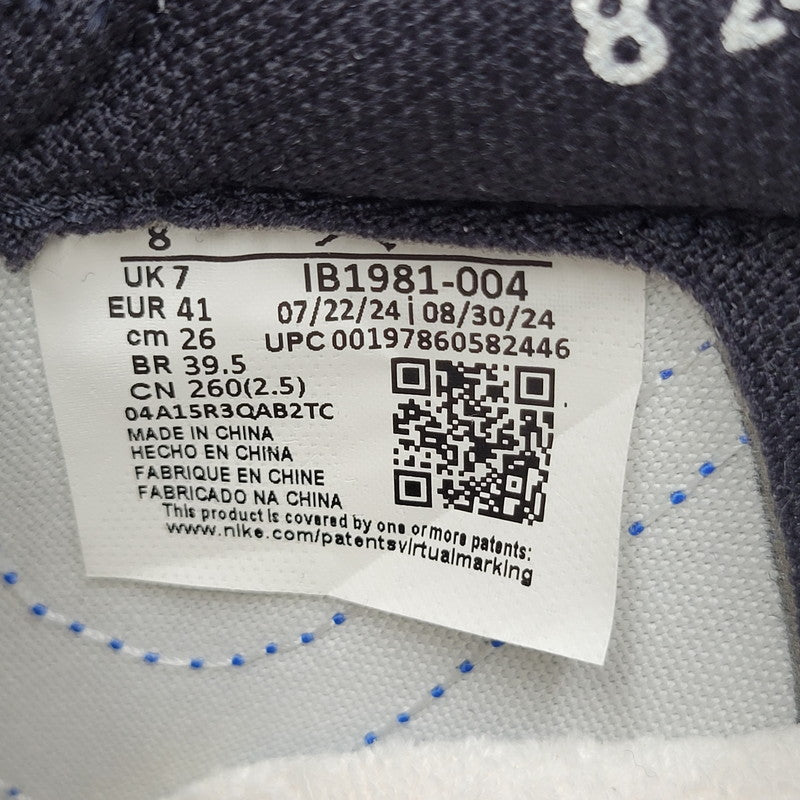 8
8
UK 7
IB1981-004
EUR 41
07/22/24 | 08/30/24
cm 26
UPC 00197860582446
BR 39.5
CN 260(2.5)
04A15R3QAB2TC
MADE IN CHINA
HECHO EN CHINA
FABRIQUE EN CHINE
FABRICADO NA CHINA
This product is covered by one or more patents:
www.nike.com/patentsvirtualmarking